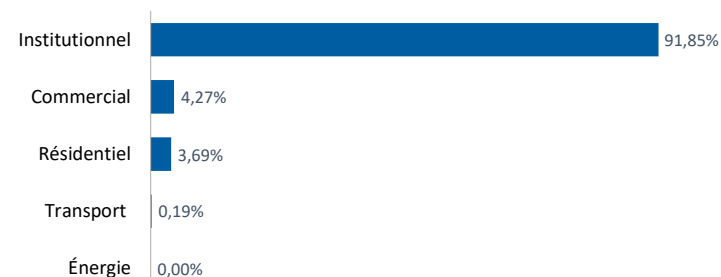 Institutionnel 91,85%
Commercial 4,27%
Résidentiel 3,69%
Transport 0,19%
Énergie 0,00%